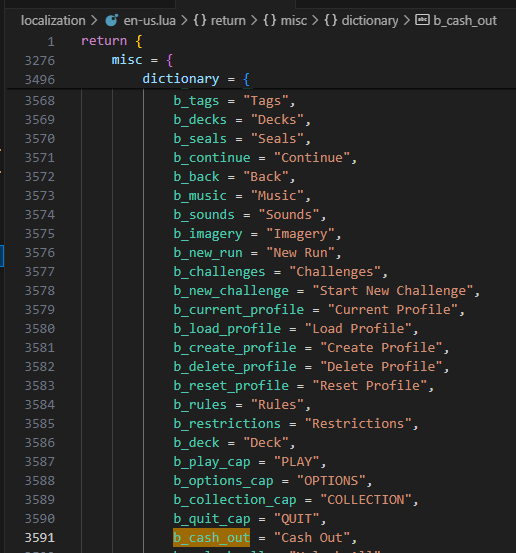 localization > en-us.lua > {} return > {} misc > {} dictionary > abc b_cash_out
1 return {
3276 misc = {
3496 dictionary = {
3568 b_tags = "Tags",
3569 b_decks = "Decks",
3570 b_seals = "Seals",
3571 b_continue = "Continue",
3572 b_back = "Back",
3573 b_music = "Music",
3574 b_sounds = "Sounds",
3575 b_imagery = "Imagery",
3576 b_new_run = "New Run",
3577 b_challenges = "Challenges",
3578 b_new_challenge = "Start New Challenge",
3579 b_current_profile = "Current Profile",
3580 b_load_profile = "Load Profile",
3581 b_create_profile = "Create Profile",
3582 b_delete_profile = "Delete Profile",
3583 b_reset_profile = "Reset Profile",
3584 b_rules = "Rules",
3585 b_restrictions = "Restrictions",
3586 b_deck = "Deck",
3587 b_play_cap = "PLAY",
3588 b_options_cap = "OPTIONS",
3589 b_collection_cap = "COLLECTION",
3590 b_quit_cap = "QUIT",
3591 b_cash_out = "Cash Out",